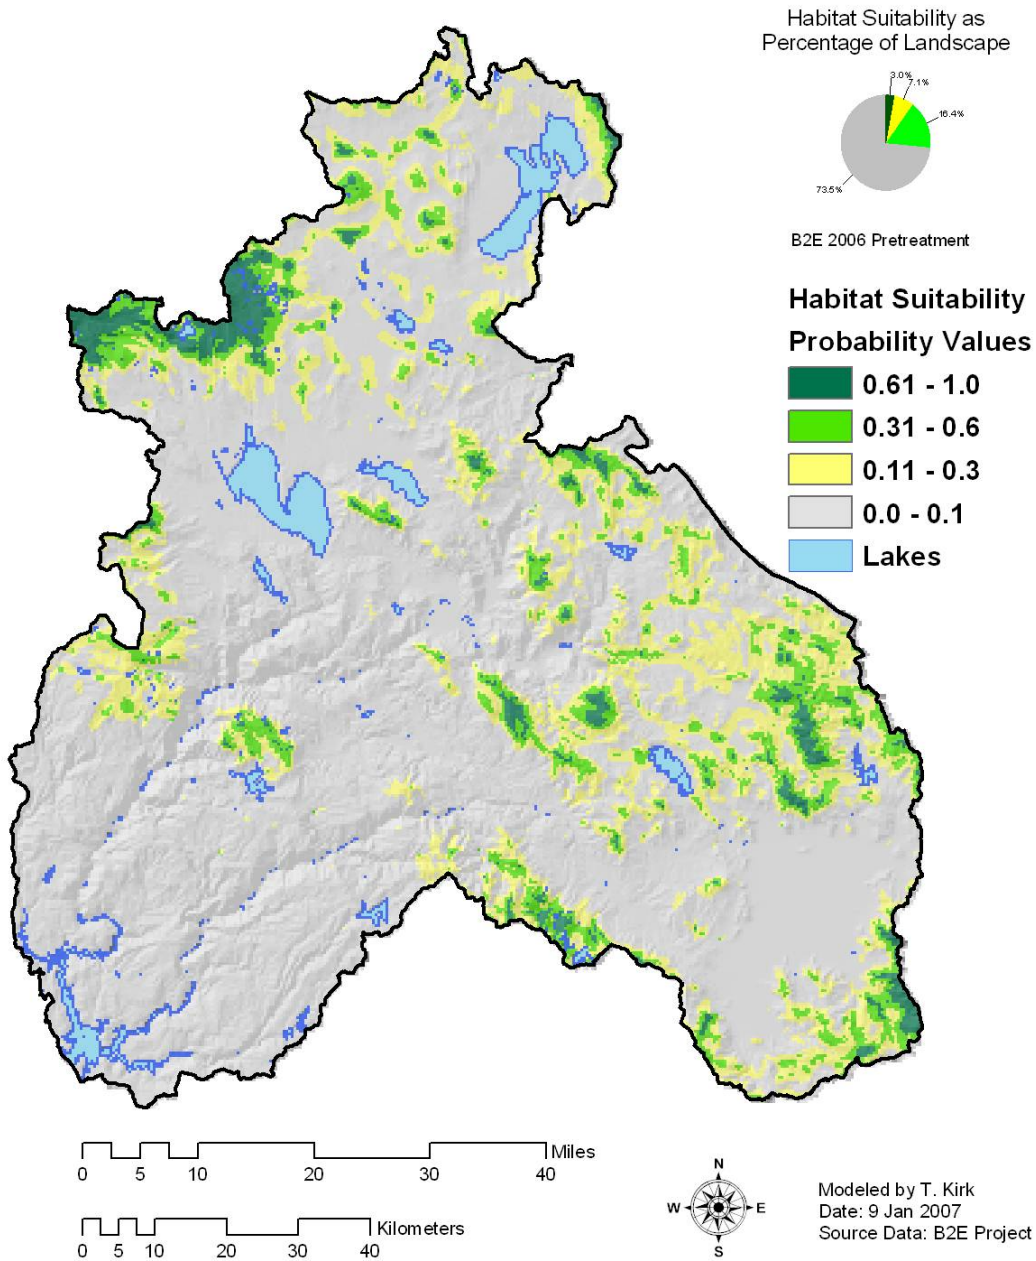 Habitat Suitability as
Percentage of Landscape
3.0%
7.1%
16.4%
73.5%
B2E 2006 Pretreatment
Habitat Suitability
Probability Values
0.61 - 1.0
0.31 - 0.6
0.11 - 0.3
0.0 - 0.1
Lakes
Miles
0 5 10 20 30 40
Kilometers
0 5 10 20 30 40
N
W E
S
Modeled by T. Kirk
Date: 9 Jan 2007
Source Data: B2E Project